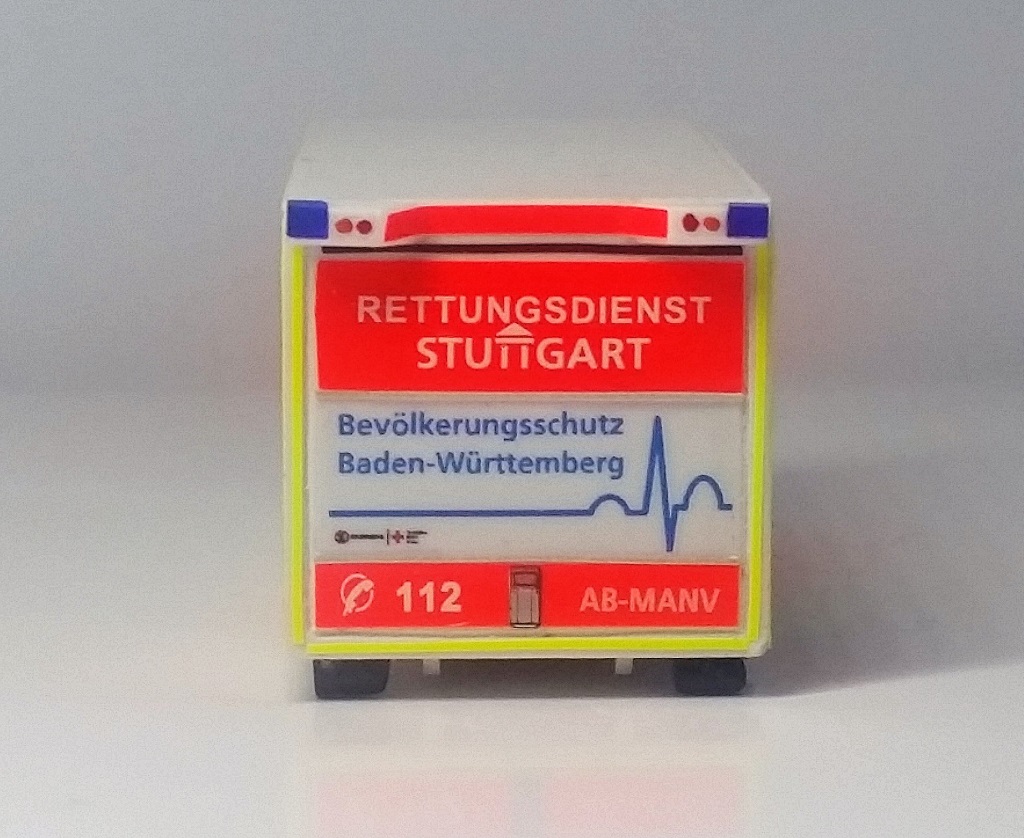 RETTUNGSDIENST
STUTTGART
Bevölkerungsschutz
Baden-Württemberg
112
AB-MANV